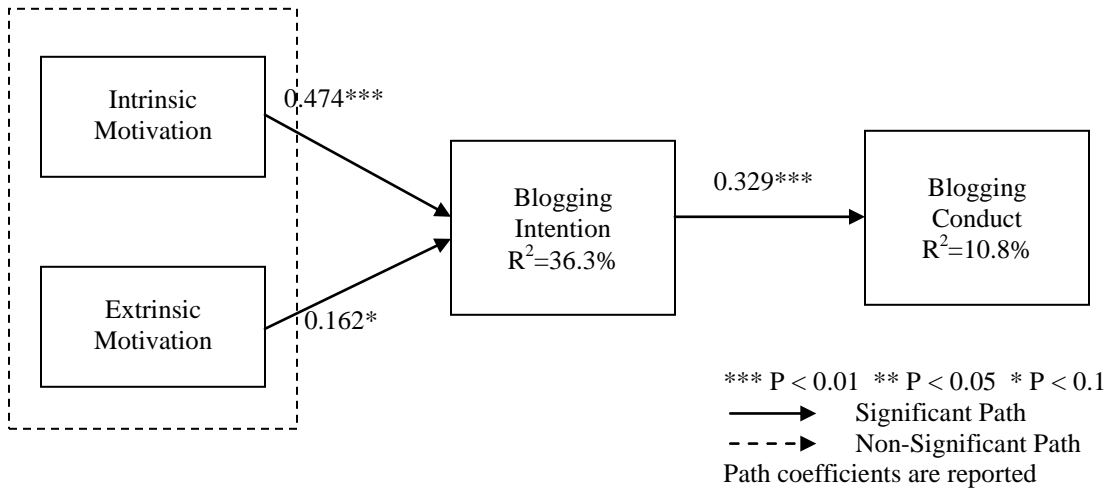 Intrinsic
Motivation
0.474***
Extrinsic
Motivation
0.162*
Blogging
Intention
R²=36.3%
0.329***
Blogging
Conduct
R²=10.8%
*** P < 0.01 ** P < 0.05 * P < 0.1
Significant Path
Non-Significant Path
Path coefficients are reported